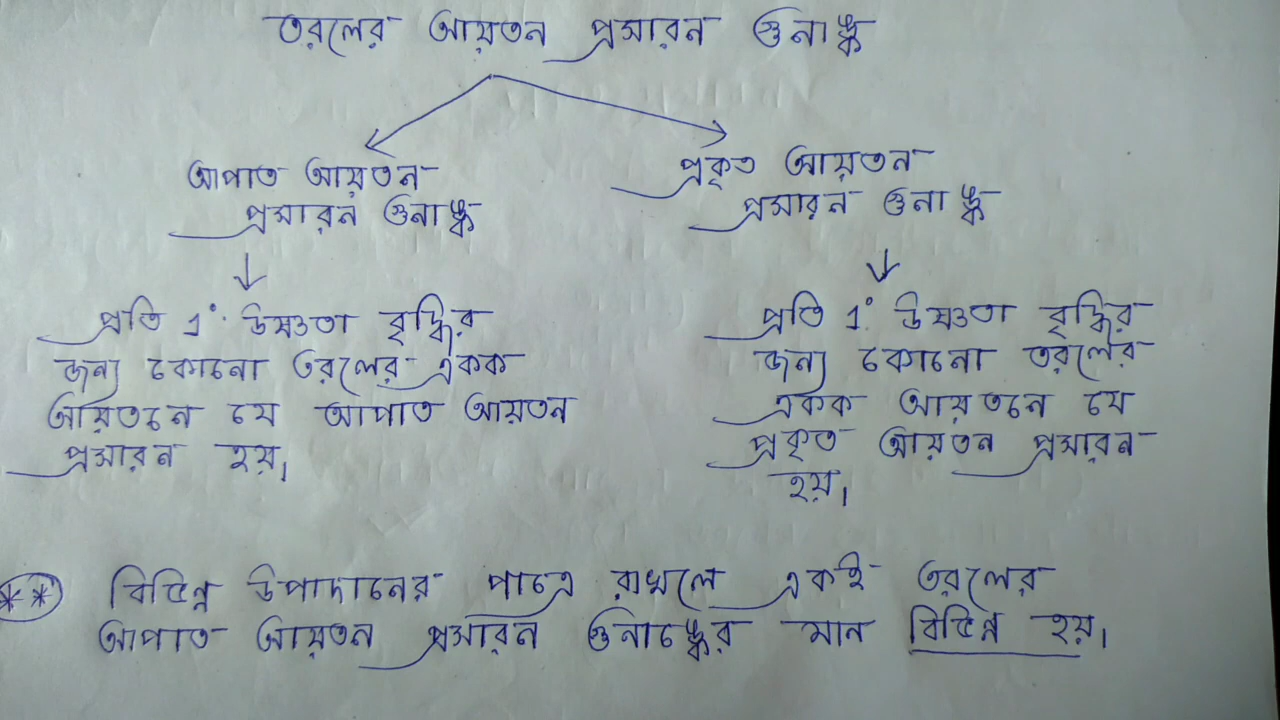 তরলের আয়তন প্রসারন গুনাঙ্ক
আপাত আয়তন
প্রসারন গুনাঙ্ক
প্রকৃত আয়তন
প্রসারন গুনাঙ্ক
প্রতি ১° উষ্ণতা বৃদ্ধির
জন্য কোনো তরলের একক
আয়তনে যে আপাত আয়তন
প্রসারন হয়।
প্রতি ১° উষ্ণতা বৃদ্ধির
জন্য কোনো তরলের
একক আয়তনে যে
প্রকৃত আয়তন প্রসারন
হয়।
** বিভিন্ন উপাদানের পাত্রে রাখলে একই তরলের
আপাত আয়তন প্রসারন গুনাঙ্কের মান বিভিন্ন হয়।